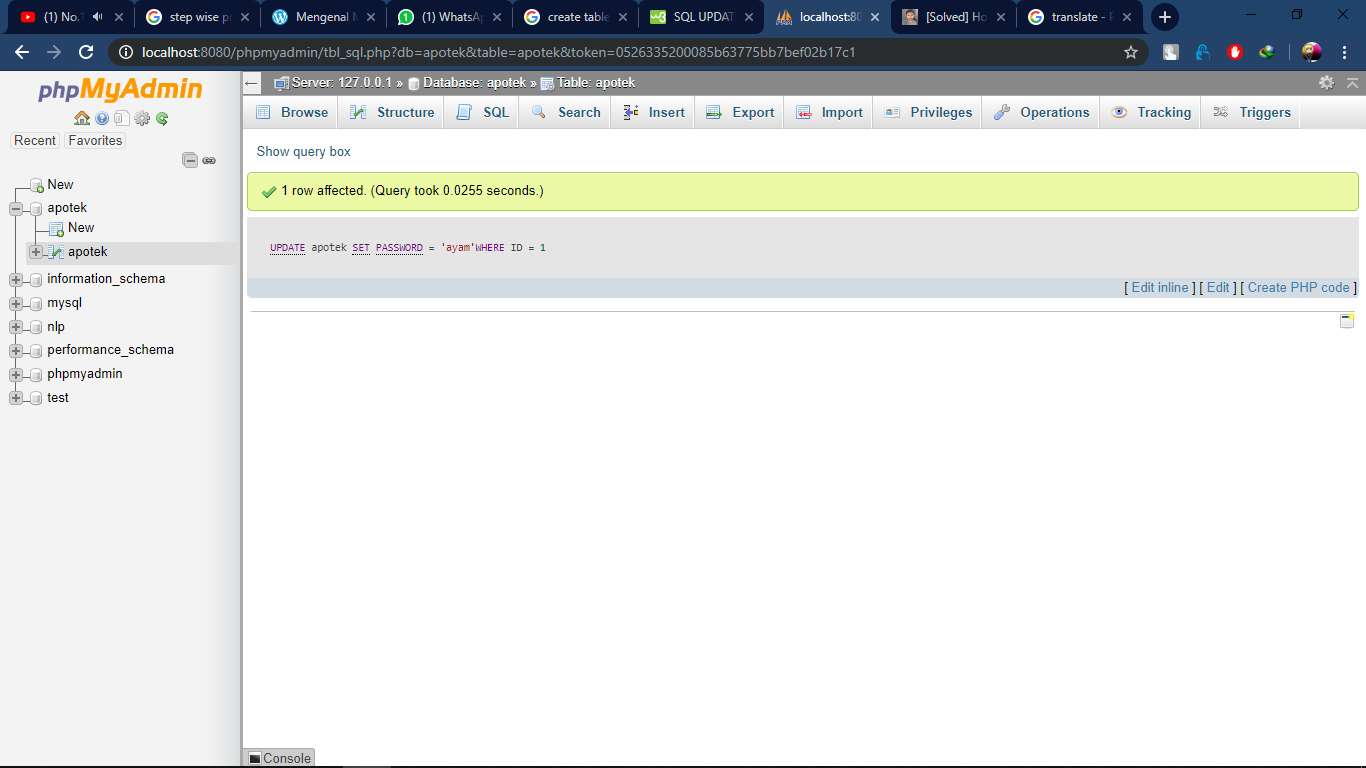 (1) No.
step wise pr
Mengenal M
(1) WhatsAp
create table
SQL UPDAT
localhost:80
[Solved] Ho
translate - P
localhost:8080/phpmyadmin/tbl_sql.php?db=apotek&table=apotek&token=0526335200085b63775bb7bef02b17c1
phpMyAdmin
Recent Favorites
New
apotek
New
apotek
information_schema
mysql
nlp
performance_schema
phpmyadmin
test
Server: 127.0.0.1 » Database: apotek » Table: apotek
Browse Structure SQL Search Insert Export Import Privileges Operations Tracking Triggers
Show query box
1 row affected. (Query took 0.0255 seconds.)
UPDATE apotek SET PASSWORD = 'ayam'WHERE ID = 1
[ Edit inline ] [ Edit ] [ Create PHP code ]
Console